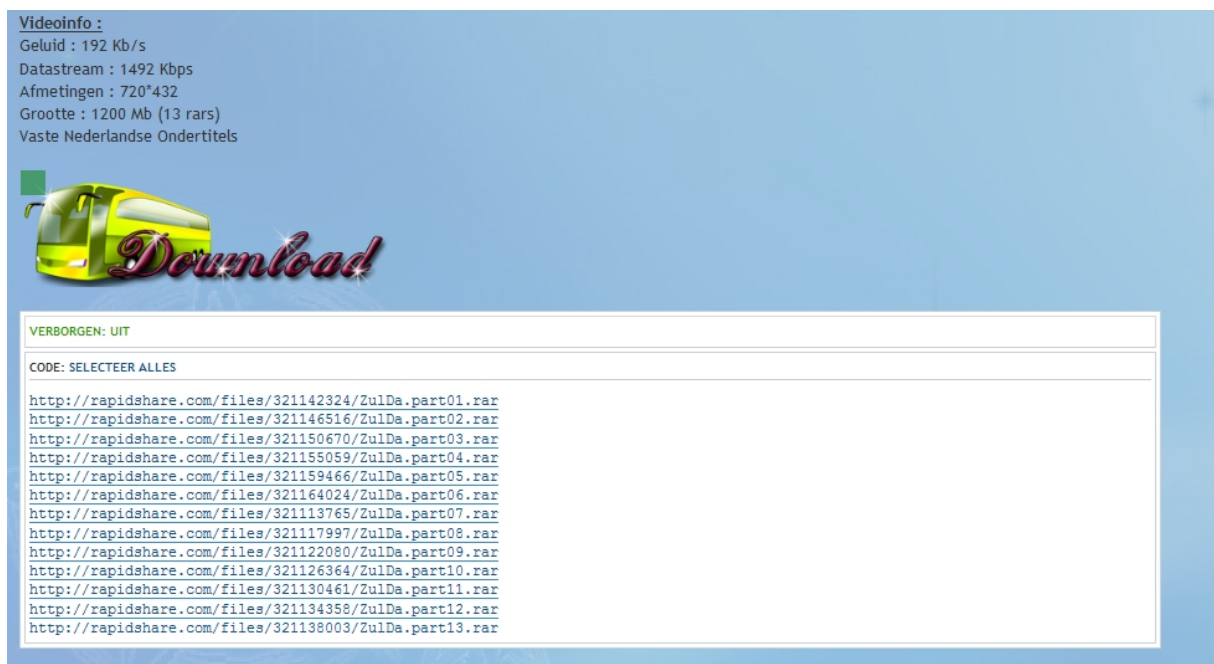 Videoinfo :
Geluid : 192 Kb/s
Datastream : 1492 Kbps
Afmetingen : 720*432
Grootte : 1200 Mb (13 rars)
Vaste Nederlandse Ondertitels
Download
VERBORGEN: UIT
CODE: SELECTEER ALLES
http://rapidshare.com/files/321142324/ZulDa.part01.rar
http://rapidshare.com/files/321146516/ZulDa.part02.rar
http://rapidshare.com/files/321150670/ZulDa.part03.rar
http://rapidshare.com/files/321155059/ZulDa.part04.rar
http://rapidshare.com/files/321159466/ZulDa.part05.rar
http://rapidshare.com/files/321164024/ZulDa.part06.rar
http://rapidshare.com/files/321113765/ZulDa.part07.rar
http://rapidshare.com/files/321117997/ZulDa.part08.rar
http://rapidshare.com/files/321122080/ZulDa.part09.rar
http://rapidshare.com/files/321126364/ZulDa.part10.rar
http://rapidshare.com/files/321130461/ZulDa.part11.rar
http://rapidshare.com/files/321134358/ZulDa.part12.rar
http://rapidshare.com/files/321138003/ZulDa.part13.rar